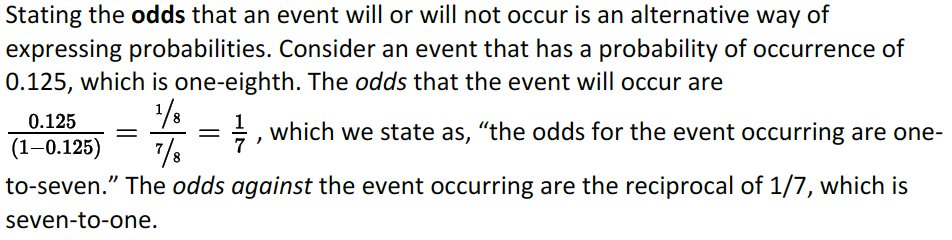 Stating the odds that an event will or will not occur is an alternative way of
expressing probabilities. Consider an event that has a probability of occurrence of
0.125, which is one-eighth. The odds that the event will occur are
0.125/(1−0.125) = (1/8)/(7/8) = 1/7 , which we state as, “the odds for the event occurring are one-
to-seven.” The odds against the event occurring are the reciprocal of 1/7, which is
seven-to-one.